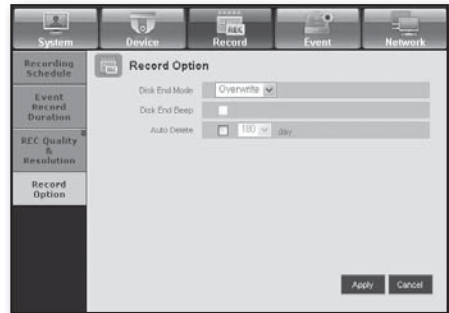 System Device Record Event Network
REC
Recording
Schedule
Event
Record
Duration
REC Quality
&
Resolution
Record
Option
Record Option
Disk End Mode Overwrite
Disk End Beep
Auto Delete 180 day
Apply Cancel